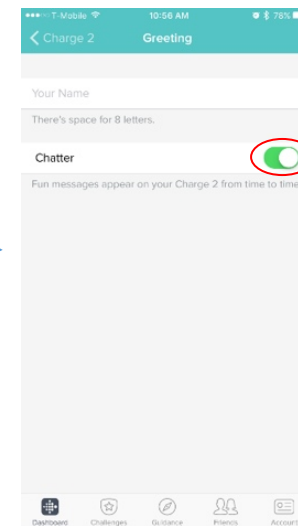 T-Mobile 10:56 AM 76%
Charge 2 Greeting
Your Name
There's space for 8 letters.
Chatter
Fun messages appear on your Charge 2 from time to time
Dashboard Challenges Guidance Friends Account